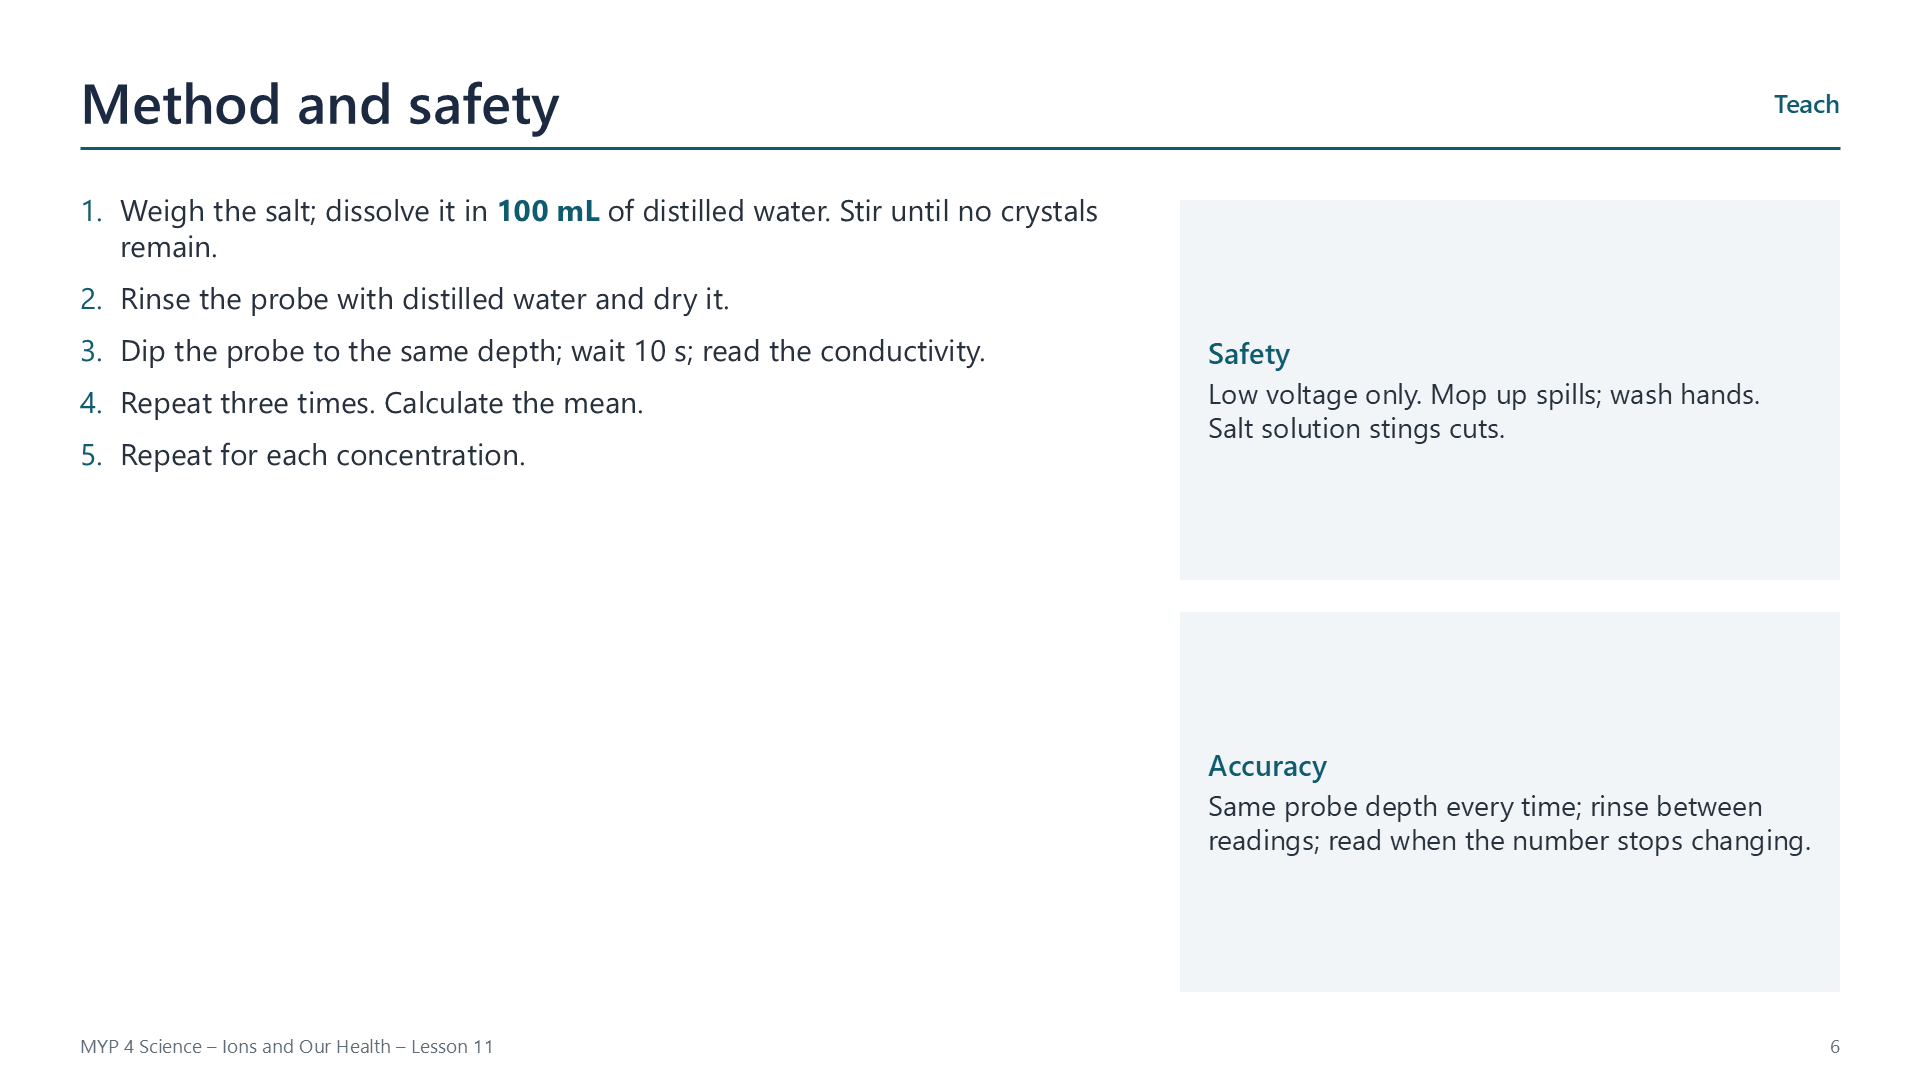 Method and safety
Teach
1. Weigh the salt; dissolve it in 100 mL of distilled water. Stir until no crystals
remain.
2. Rinse the probe with distilled water and dry it.
3. Dip the probe to the same depth; wait 10 s; read the conductivity.
4. Repeat three times. Calculate the mean.
5. Repeat for each concentration.
Safety
Low voltage only. Mop up spills; wash hands.
Salt solution stings cuts.
Accuracy
Same probe depth every time; rinse between
readings; read when the number stops changing.
MYP 4 Science – Ions and Our Health – Lesson 11
6